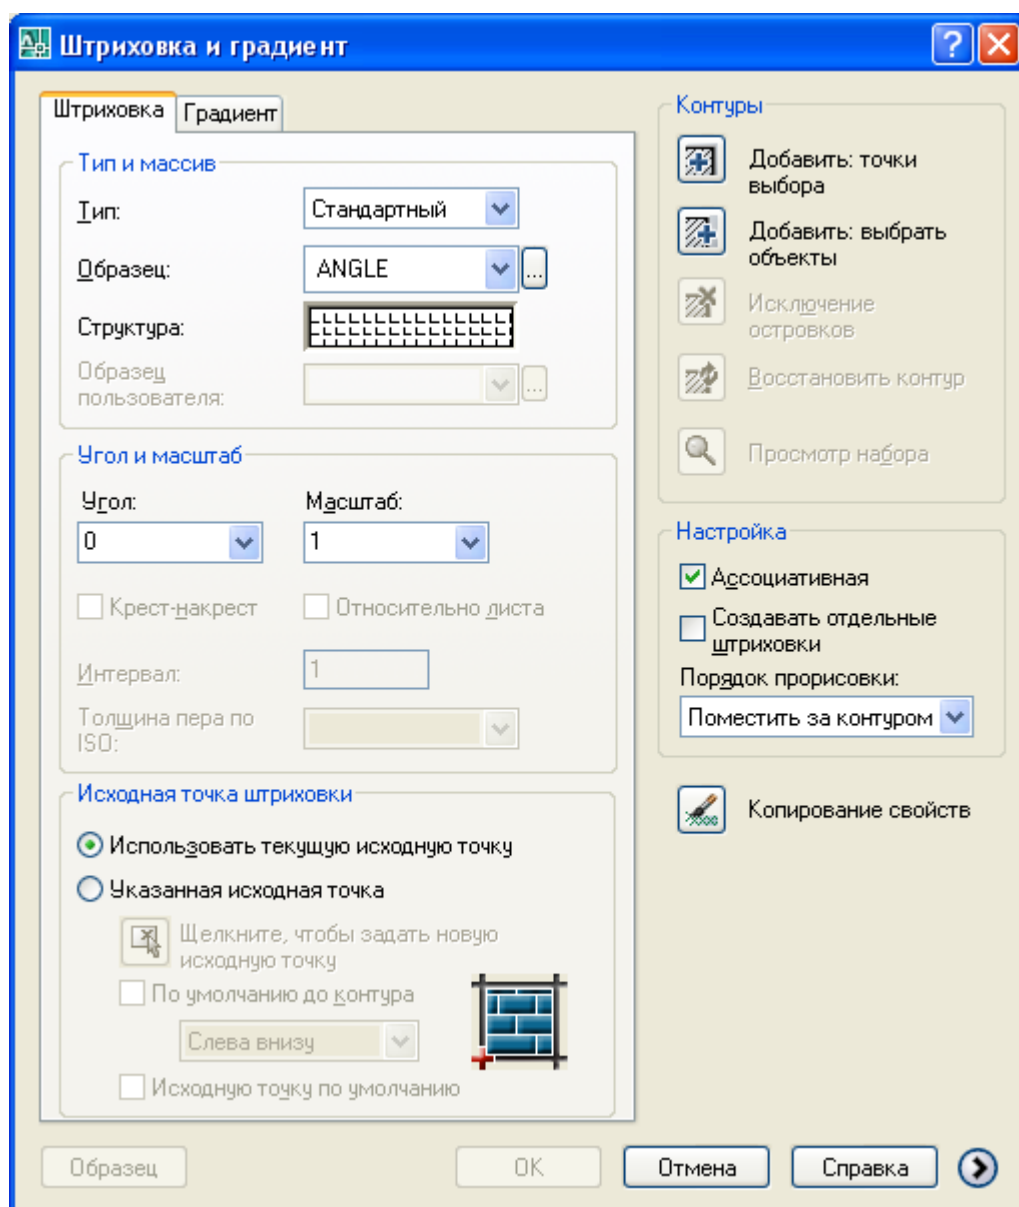 Штриховка и градиент
Штриховка
Градиент
Тип и массив
Тип:
Стандартный
Образец:
ANGLE
...
Структура:
Образец
пользователя:
...
Угол и масштаб
Угол:
Масштаб:
0
1
Крест-накрест
Относительно листа
Интервал:
1
Толщина пера по
ISO:
Исходная точка штриховки
Использовать текущую исходную точку
Указанная исходная точка
Щелкните, чтобы задать новую
исходную точку
По умолчанию до контура
Слева внизу
Исходную точку по умолчанию
Контуры
Добавить: точки
выбора
Добавить: выбрать
объекты
Исключение
островков
Восстановить контур
Просмотр набора
Настройка
Ассоциативная
Создавать отдельные
штриховки
Порядок прорисовки:
Поместить за контуром
Копирование свойств
Образец
OK
Отмена
Справка